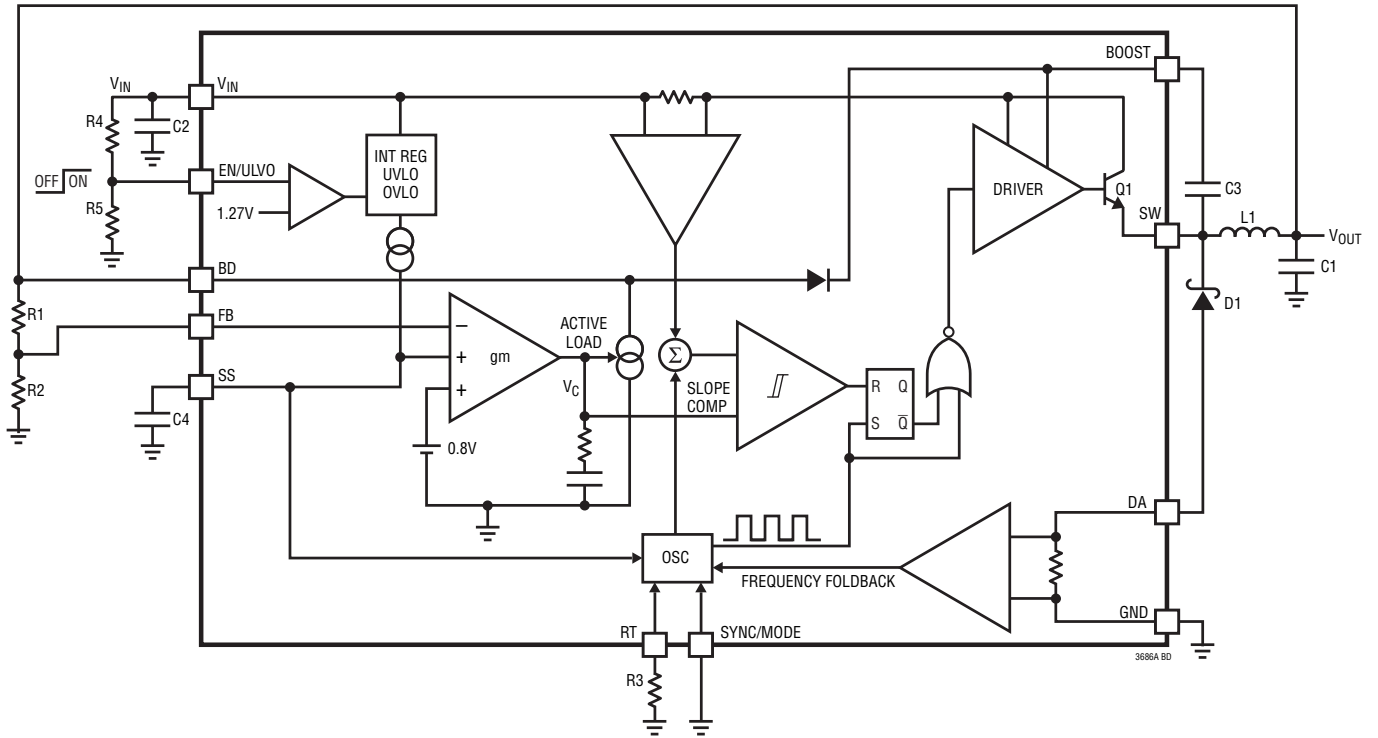 BOOST
VIN
VIN
R4
C2
INT REG
UVLO
OVLO
EN/ULVO
OFF
ON
1.27V
R5
DRIVER
Q1
C3
SW
L1
VOUT
C1
BD
D1
R1
FB
ACTIVE
LOAD
−
+
+
gm
Σ
VC
SLOPE
COMP
R Q
S Q̅
SS
R2
C4
0.8V
DA
OSC
FREQUENCY FOLDBACK
GND
RT
SYNC/MODE
3686A BD
R3